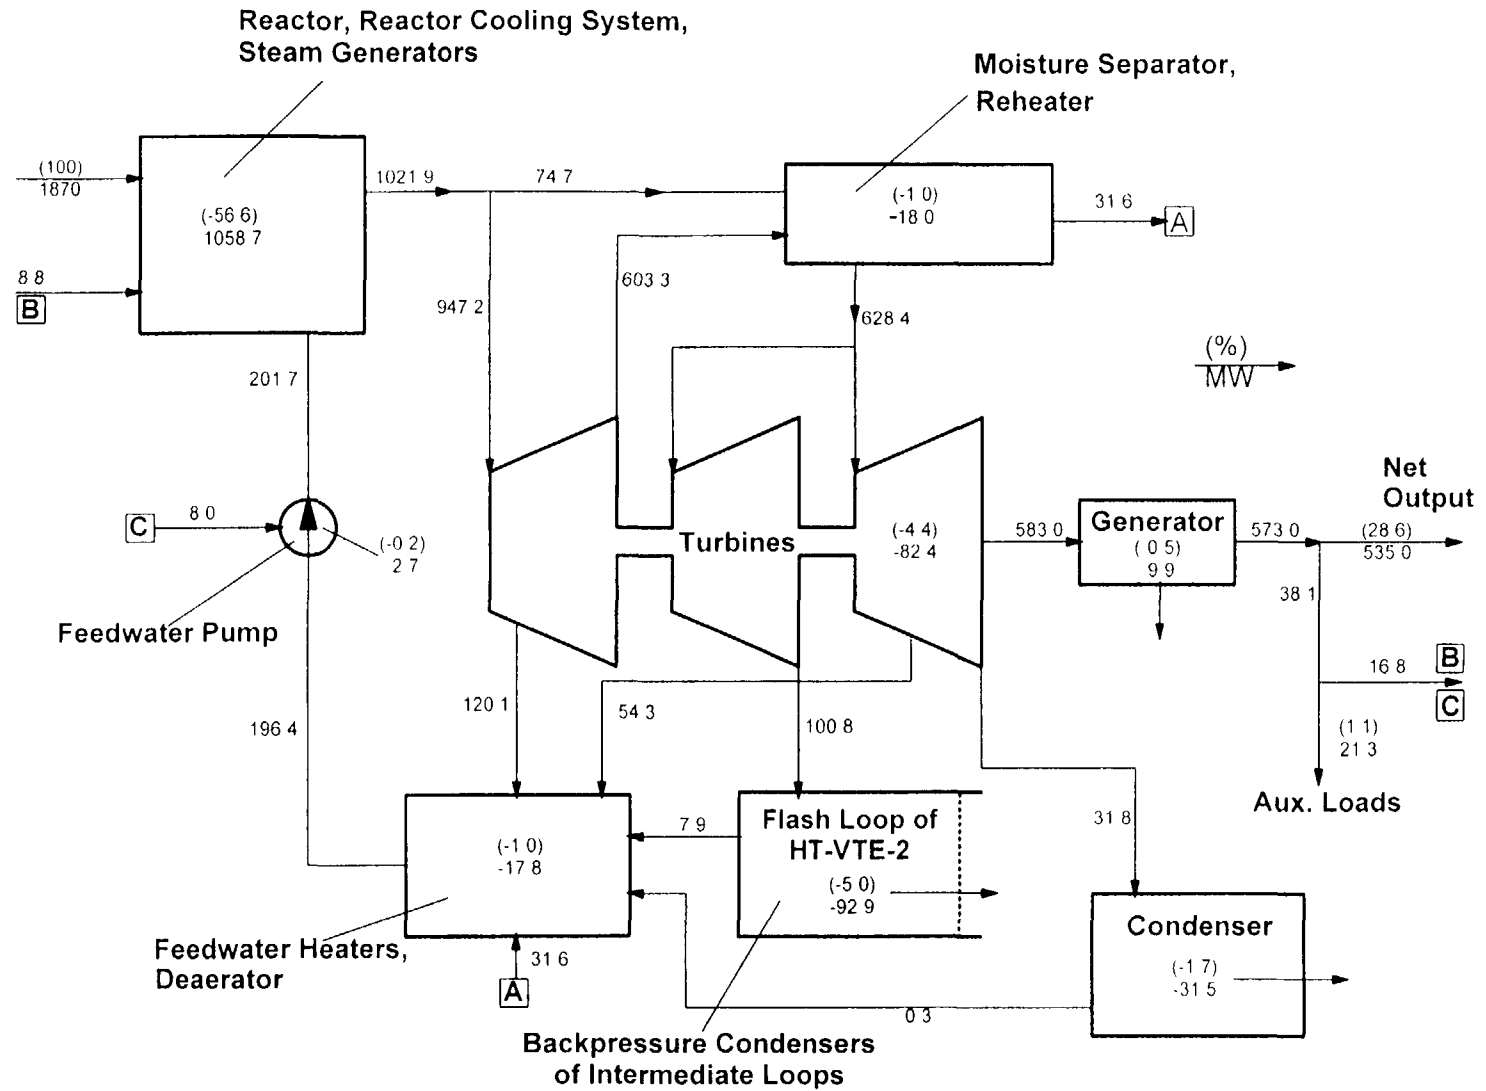 Reactor, Reactor Cooling System,
Steam Generators
Moisture Separator,
Reheater
(100)
1870
1021 9
74 7
(-1 0)
-18 0
31 6
A
(-56 6)
1058 7
8 8
B
603 3
947 2
628 4
(%)
MW
201 7
Net
Output
C
8 0
(-0 2)
2 7
Turbines
(-4 4)
-82 4
583 0
Generator
( 0 5)
9 9
573 0
(28 6)
535 0
38 1
Feedwater Pump
16 8
B
C
120 1
54 3
100 8
196 4
(1 1)
21 3
Aux. Loads
31 8
(-1 0)
-17 8
7 9
Flash Loop of
HT-VTE-2
(-5 0)
-92 9
Condenser
(-1 7)
-31 5
Feedwater Heaters,
Deaerator
31 6
A
0 3
Backpressure Condensers
of Intermediate Loops